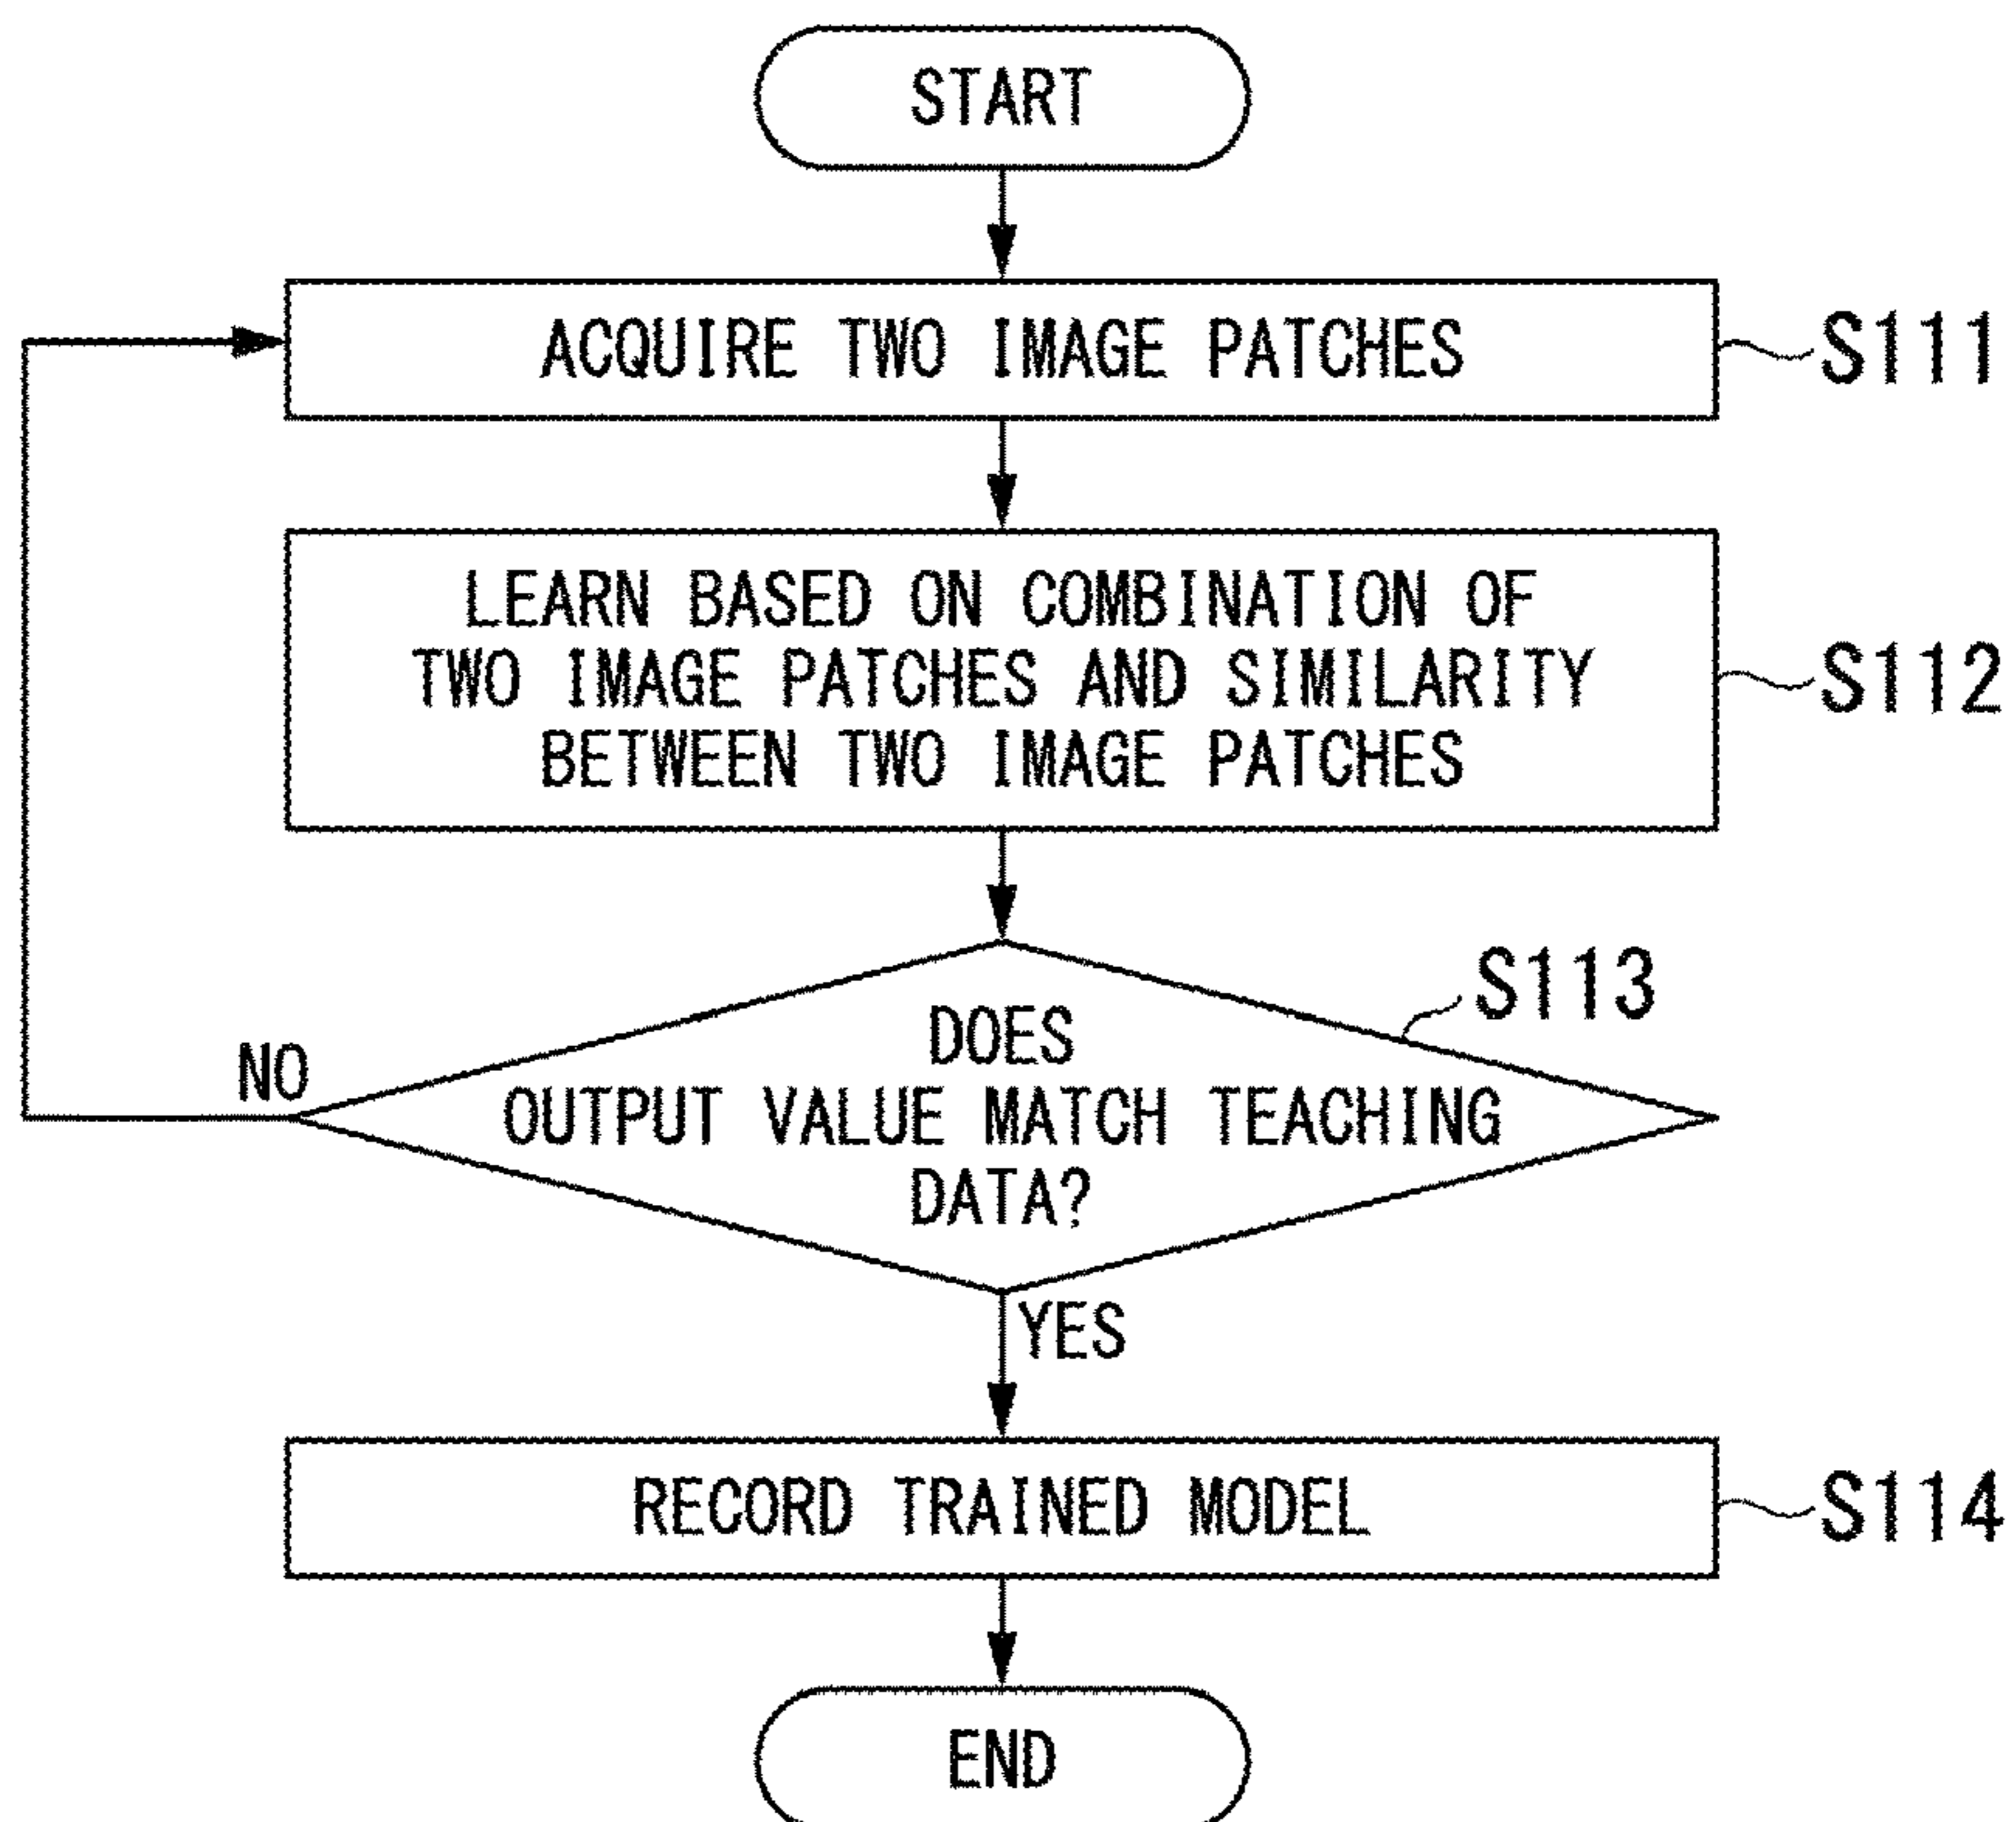 START
ACQUIRE TWO IMAGE PATCHES
S111
LEARN BASED ON COMBINATION OF
TWO IMAGE PATCHES AND SIMILARITY
BETWEEN TWO IMAGE PATCHES
S112
S113
DOES
OUTPUT VALUE MATCH TEACHING
DATA?
NO
YES
RECORD TRAINED MODEL
S114
END